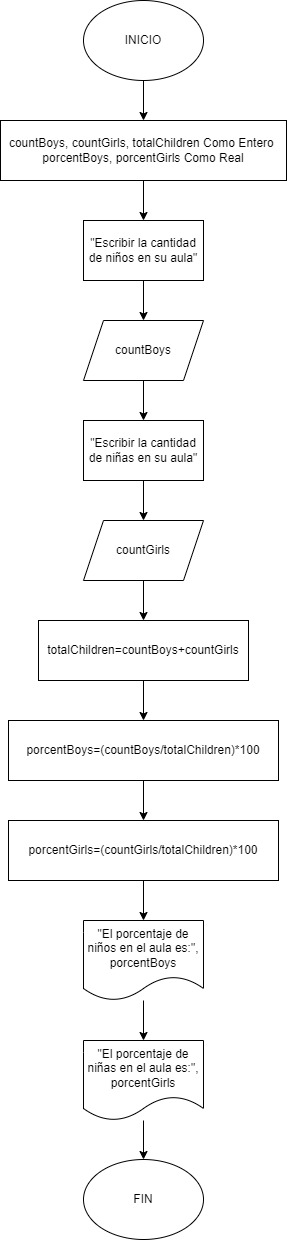 INICIO
countBoys, countGirls, totalChildren Como Entero
porcentBoys, porcentGirls Como Real
"Escribir la cantidad
de niños en su aula"
countBoys
"Escribir la cantidad
de niñas en su aula"
countGirls
totalChildren=countBoys+countGirls
porcentBoys=(countBoys/totalChildren)*100
porcentGirls=(countGirls/totalChildren)*100
"El porcentaje de
niños en el aula es:",
porcentBoys
"El porcentaje de
niñas en el aula es:",
porcentGirls
FIN